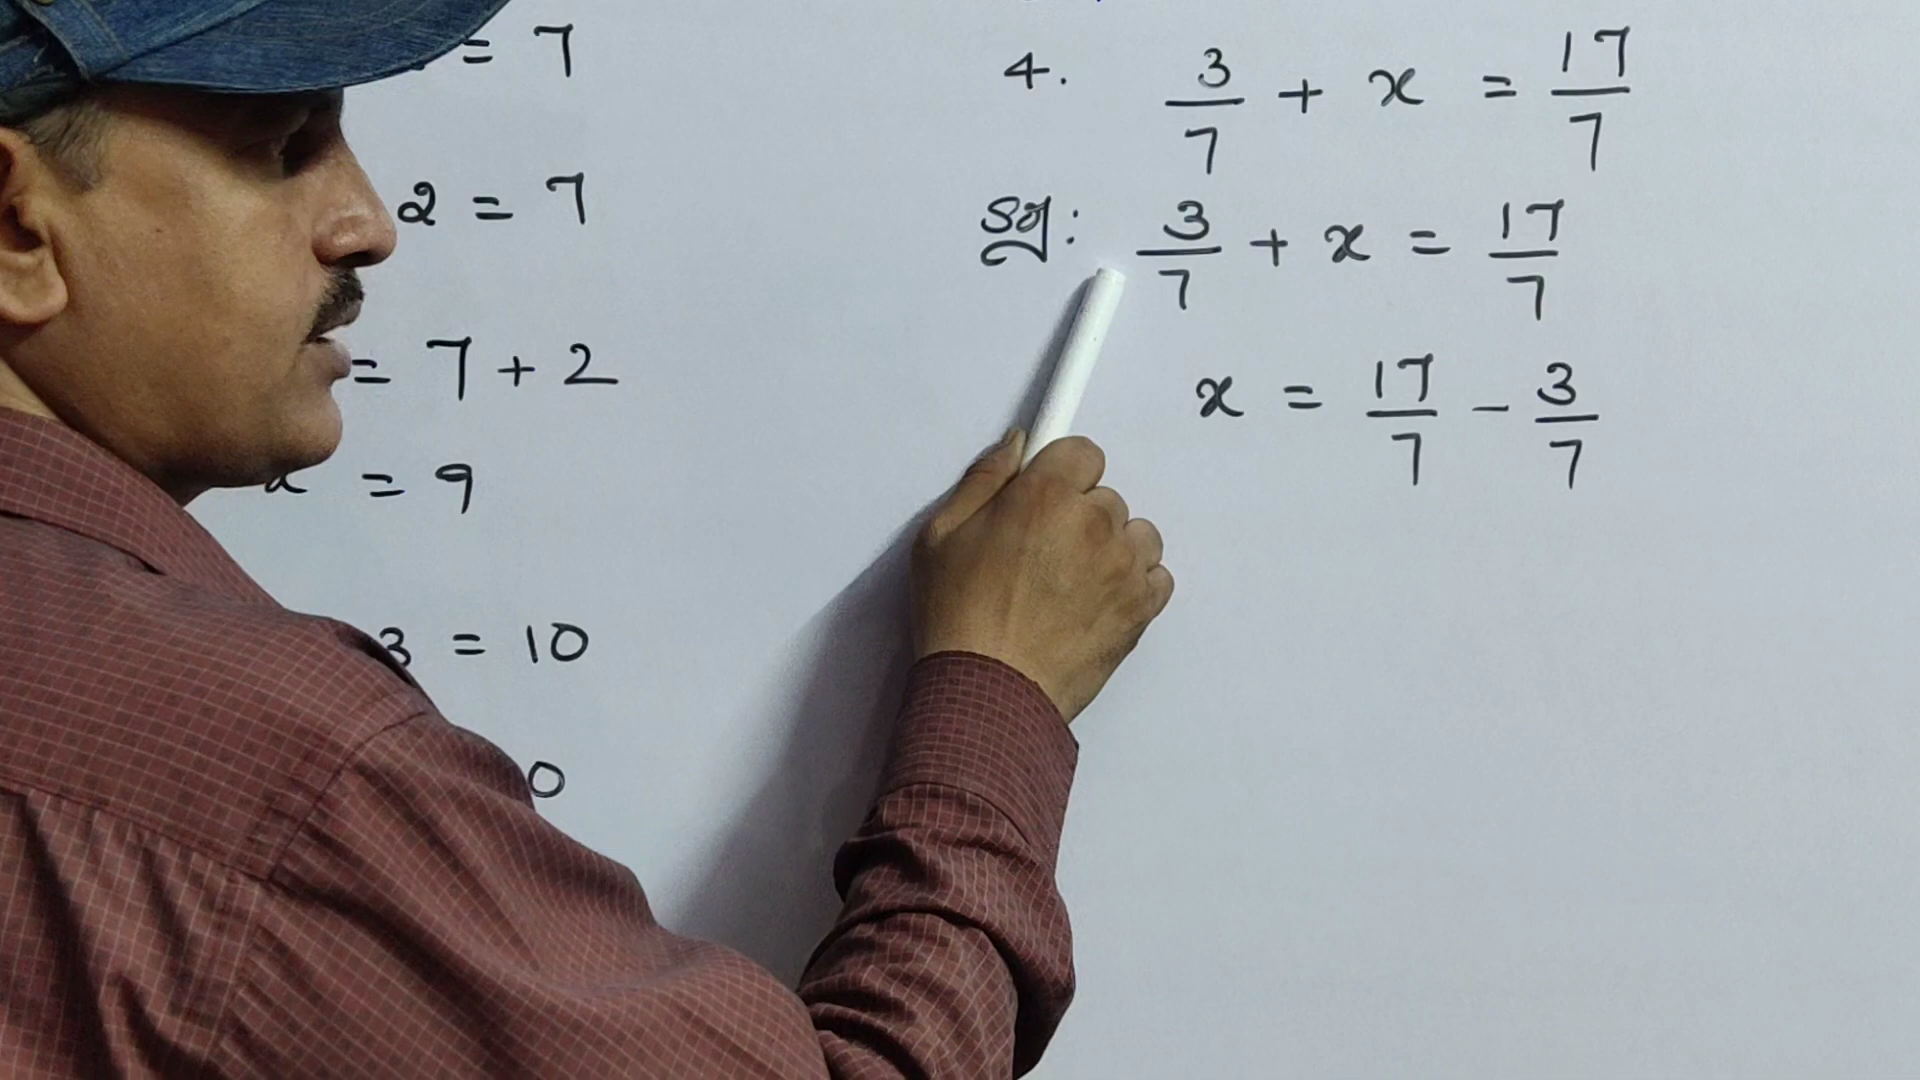 = 7
2 = 7
= 7 + 2
x = 9
3 = 10
0
4. 3/7 + x = 17/7
3/7 + x = 17/7
x = 17/7 - 3/7